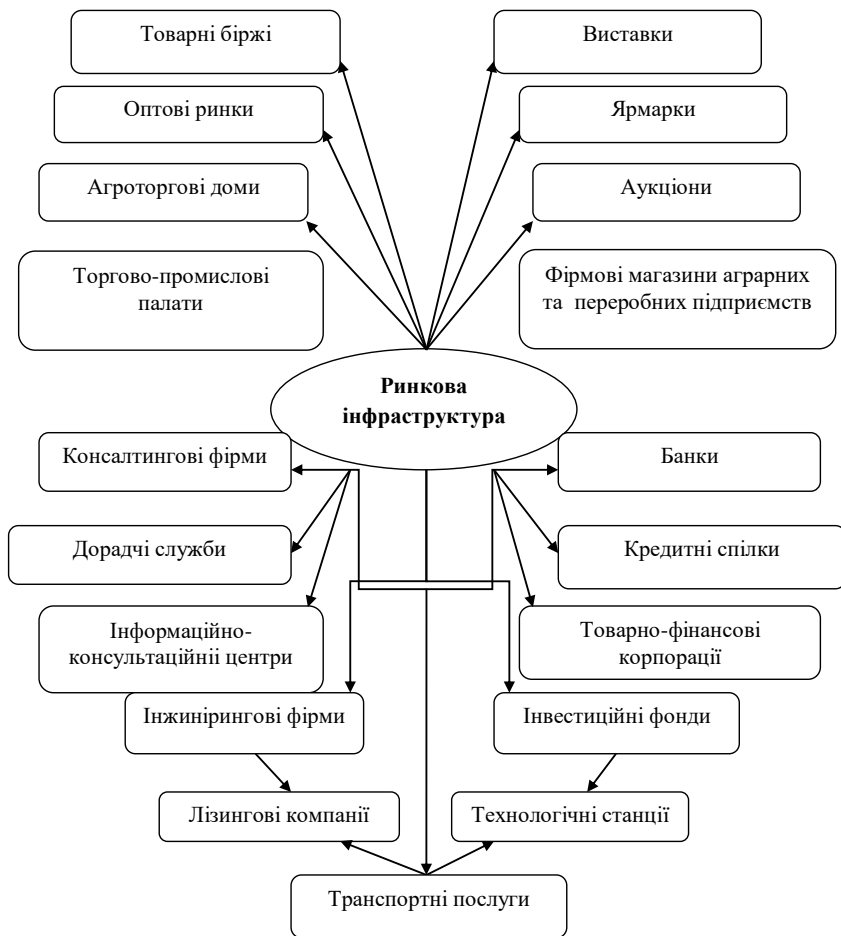 Товарні біржі
Виставки
Оптові ринки
Ярмарки
Агроторгові доми
Аукціони
Торгово-промислові
палати
Фірмові магазини аграрних
та переробних підприємств
Ринкова
інфраструктура
Консалтингові фірми
Банки
Дорадчі служби
Кредитні спілки
Інформаційно-
консультаційніі центри
Товарно-фінансові
корпорації
Інжинірингові фірми
Інвестиційні фонди
Лізингові компанії
Технологічні станції
Транспортні послуги